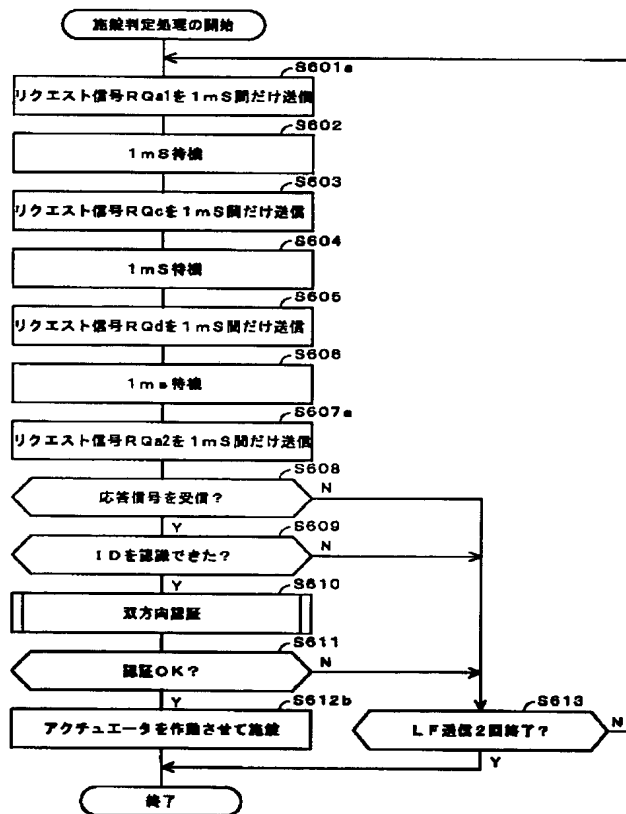 施錠判定処理の開始
S601a
リクエスト信号RQa1を1mS間だけ送信
S602
1mS待機
S603
リクエスト信号RQcを1mS間だけ送信
S604
1mS待機
S605
リクエスト信号RQdを1mS間だけ送信
S606
1ms待機
S607a
リクエスト信号RQa2を1mS間だけ送信
S608
応答信号を受信？
N
Y
S609
IDを認識できた？
N
Y
S610
双方向認証
S611
認証OK？
N
Y
S612b
アクチュエータを作動させて施錠
S613
LF送信2回終了？
N
Y
終了